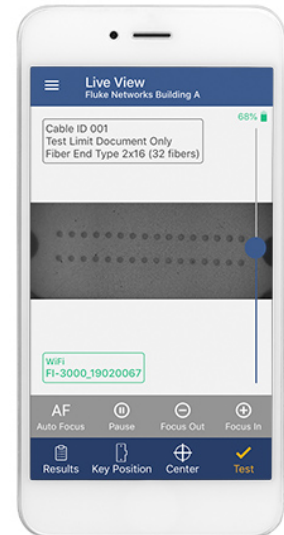 Live View
Fluke Networks Building A
68%
Cable ID 001
Test Limit Document Only
Fiber End Type 2x16 (32 fibers)
WiFi
FI-3000_19020067
AF
Auto Focus
Pause
Focus Out
Focus In
Results
Key Position
Center
Test